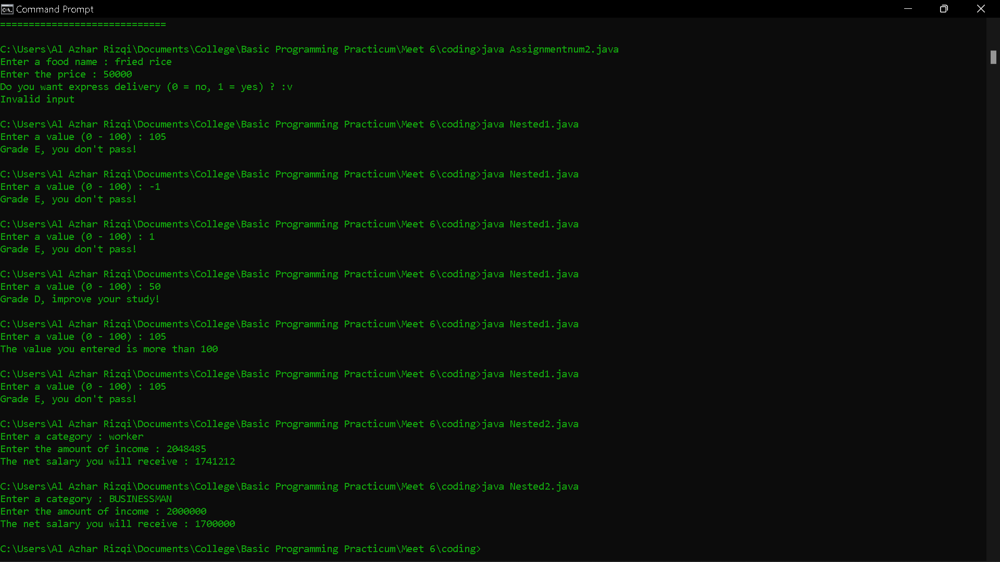 Command Prompt
=============================
C:\Users\Al Azhar Rizqi\Documents\College\Basic Programming Practicum\Meet 6\coding>java Assignmentnum2.java
Enter a food name : fried rice
Enter the price : 50000
Do you want express delivery (0 = no, 1 = yes) ? :v
Invalid input
C:\Users\Al Azhar Rizqi\Documents\College\Basic Programming Practicum\Meet 6\coding>java Nested1.java
Enter a value (0 - 100) : 105
Grade E, you don't pass!
C:\Users\Al Azhar Rizqi\Documents\College\Basic Programming Practicum\Meet 6\coding>java Nested1.java
Enter a value (0 - 100) : -1
Grade E, you don't pass!
C:\Users\Al Azhar Rizqi\Documents\College\Basic Programming Practicum\Meet 6\coding>java Nested1.java
Enter a value (0 - 100) : 1
Grade E, you don't pass!
C:\Users\Al Azhar Rizqi\Documents\College\Basic Programming Practicum\Meet 6\coding>java Nested1.java
Enter a value (0 - 100) : 50
Grade D, improve your study!
C:\Users\Al Azhar Rizqi\Documents\College\Basic Programming Practicum\Meet 6\coding>java Nested1.java
Enter a value (0 - 100) : 105
The value you entered is more than 100
C:\Users\Al Azhar Rizqi\Documents\College\Basic Programming Practicum\Meet 6\coding>java Nested1.java
Enter a value (0 - 100) : 105
Grade E, you don't pass!
C:\Users\Al Azhar Rizqi\Documents\College\Basic Programming Practicum\Meet 6\coding>java Nested2.java
Enter a category : worker
Enter the amount of income : 2048485
The net salary you will receive : 1741212
C:\Users\Al Azhar Rizqi\Documents\College\Basic Programming Practicum\Meet 6\coding>java Nested2.java
Enter a category : BUSINESSMAN
Enter the amount of income : 2000000
The net salary you will receive : 1700000
C:\Users\Al Azhar Rizqi\Documents\College\Basic Programming Practicum\Meet 6\coding>